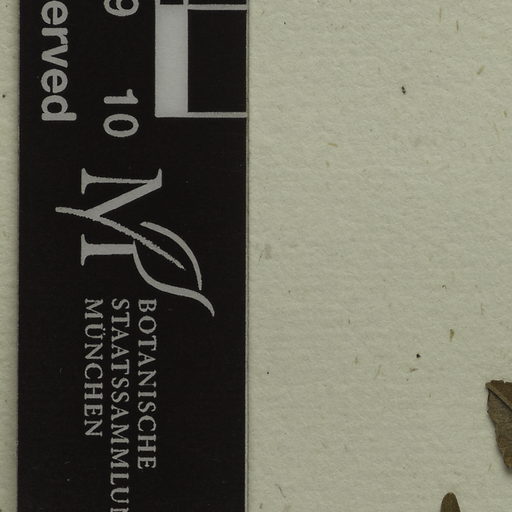 erved
9 10
BOTANISCHE
STAATSSAMMLUN
MÜNCHEN